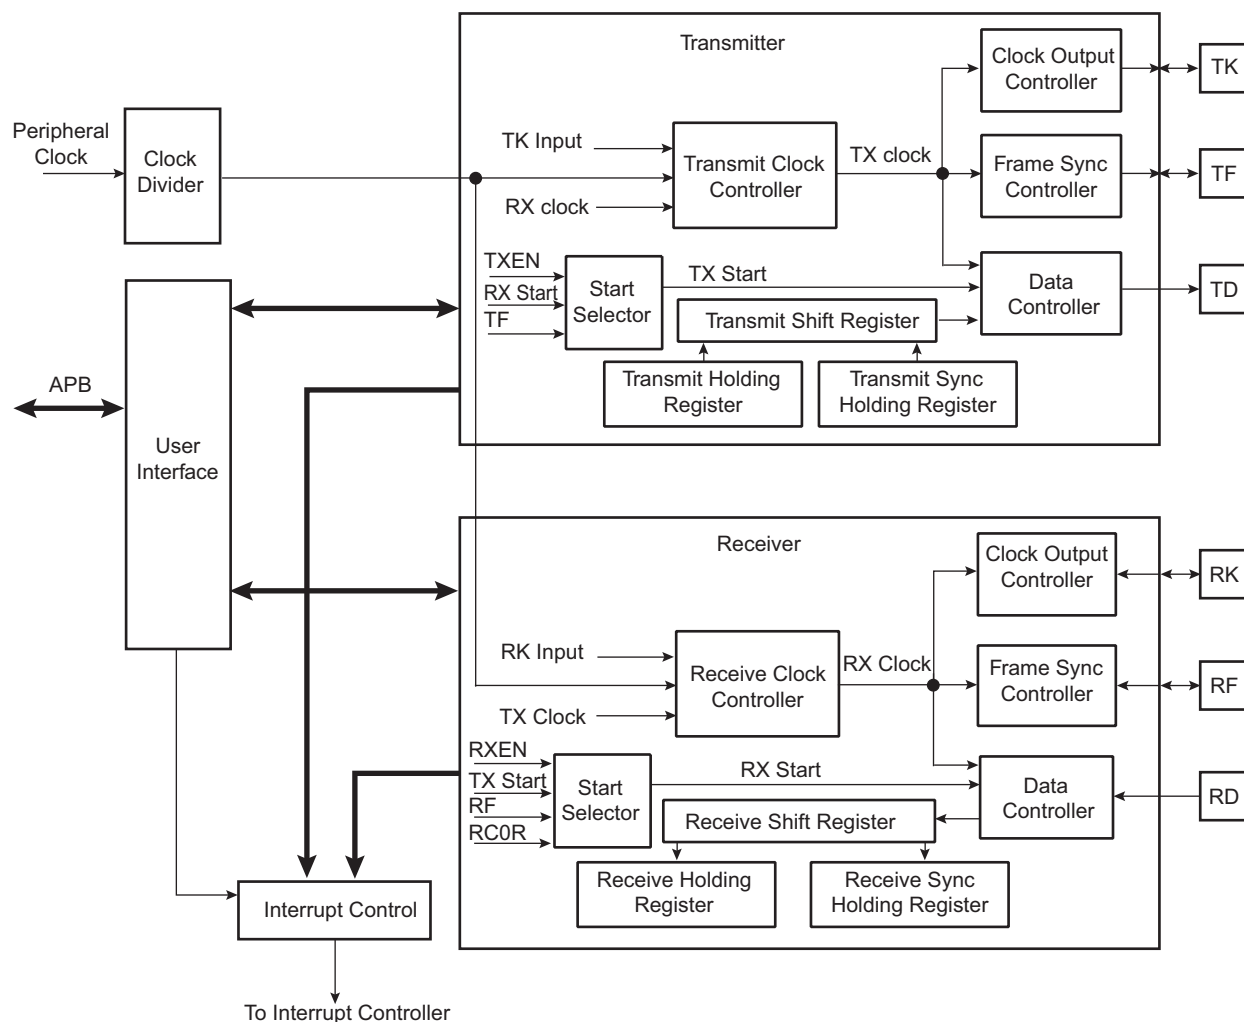 Transmitter
Clock Output
Controller
TK
Peripheral
Clock
Clock
Divider
TK Input
Transmit Clock
Controller
TX clock
Frame Sync
Controller
TF
RX clock
TXEN
RX Start
TF
Start
Selector
TX Start
Data
Controller
TD
Transmit Shift Register
Transmit Holding
Register
Transmit Sync
Holding Register
APB
User
Interface
Receiver
Clock Output
Controller
RK
RK Input
Receive Clock
Controller
RX Clock
Frame Sync
Controller
RF
TX Clock
RXEN
TX Start
RF
RC0R
Start
Selector
RX Start
Data
Controller
RD
Receive Shift Register
Receive Holding
Register
Receive Sync
Holding Register
Interrupt Control
To Interrupt Controller